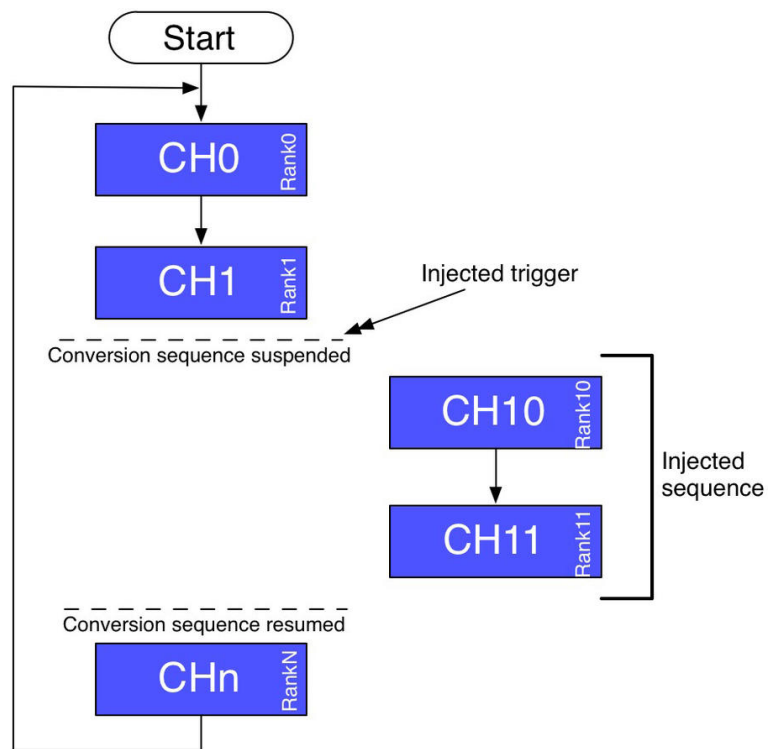 Start
CH0
Rank0
CH1
Rank1
Injected trigger
Conversion sequence suspended
CH10
Rank10
CH11
Rank11
Injected
sequence
Conversion sequence resumed
CHn
RankN